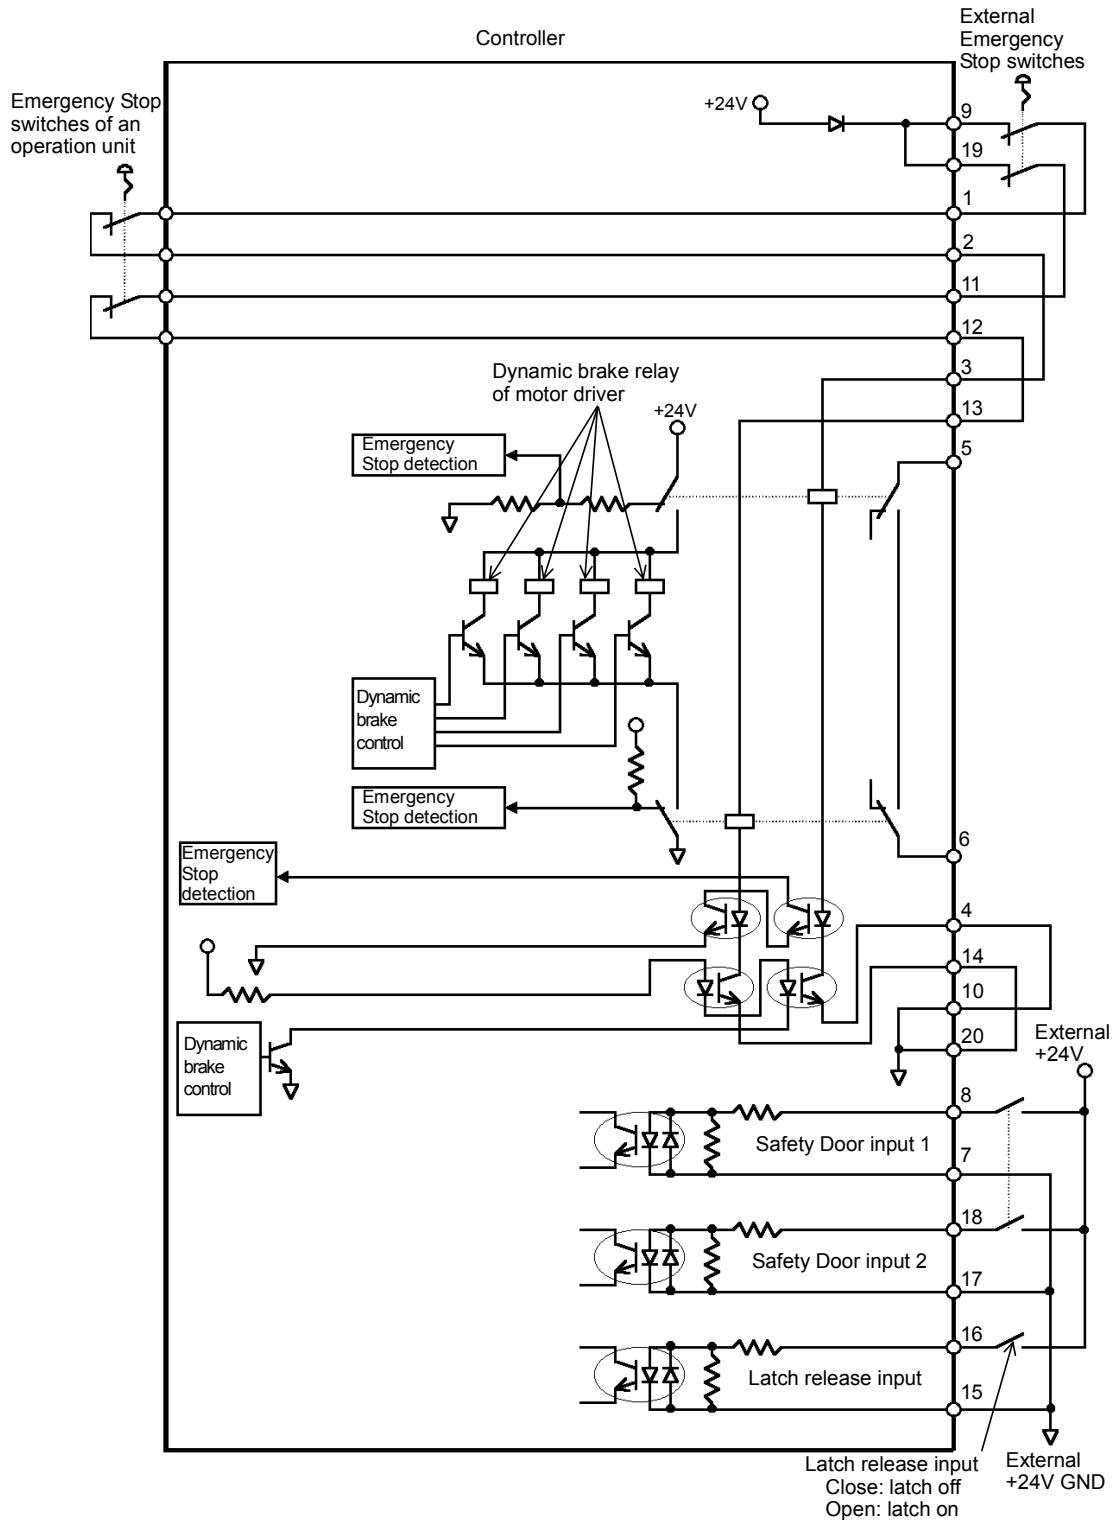 Controller
External
Emergency
Stop switches
Emergency Stop
switches of an
operation unit
+24V
9
19
1
2
11
12
3
13
5
Dynamic brake relay
of motor driver
+24V
Emergency
Stop detection
Dynamic
brake
control
Emergency
Stop detection
6
Emergency
Stop
detection
4
14
10
20
Dynamic
brake
control
External
+24V
8
Safety Door input 1
7
18
Safety Door input 2
17
16
Latch release input
15
Latch release input
Close: latch off
Open: latch on
External
+24V GND